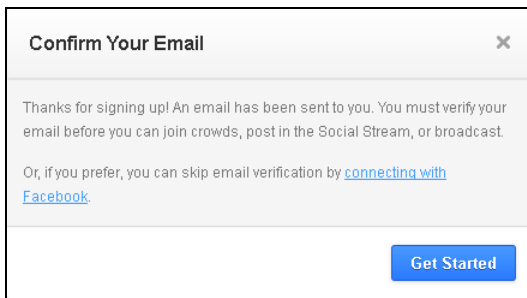 Confirm Your Email
Thanks for signing up! An email has been sent to you. You must verify your
email before you can join crowds, post in the Social Stream, or broadcast.
Or, if you prefer, you can skip email verification by connecting with
Facebook.
Get Started